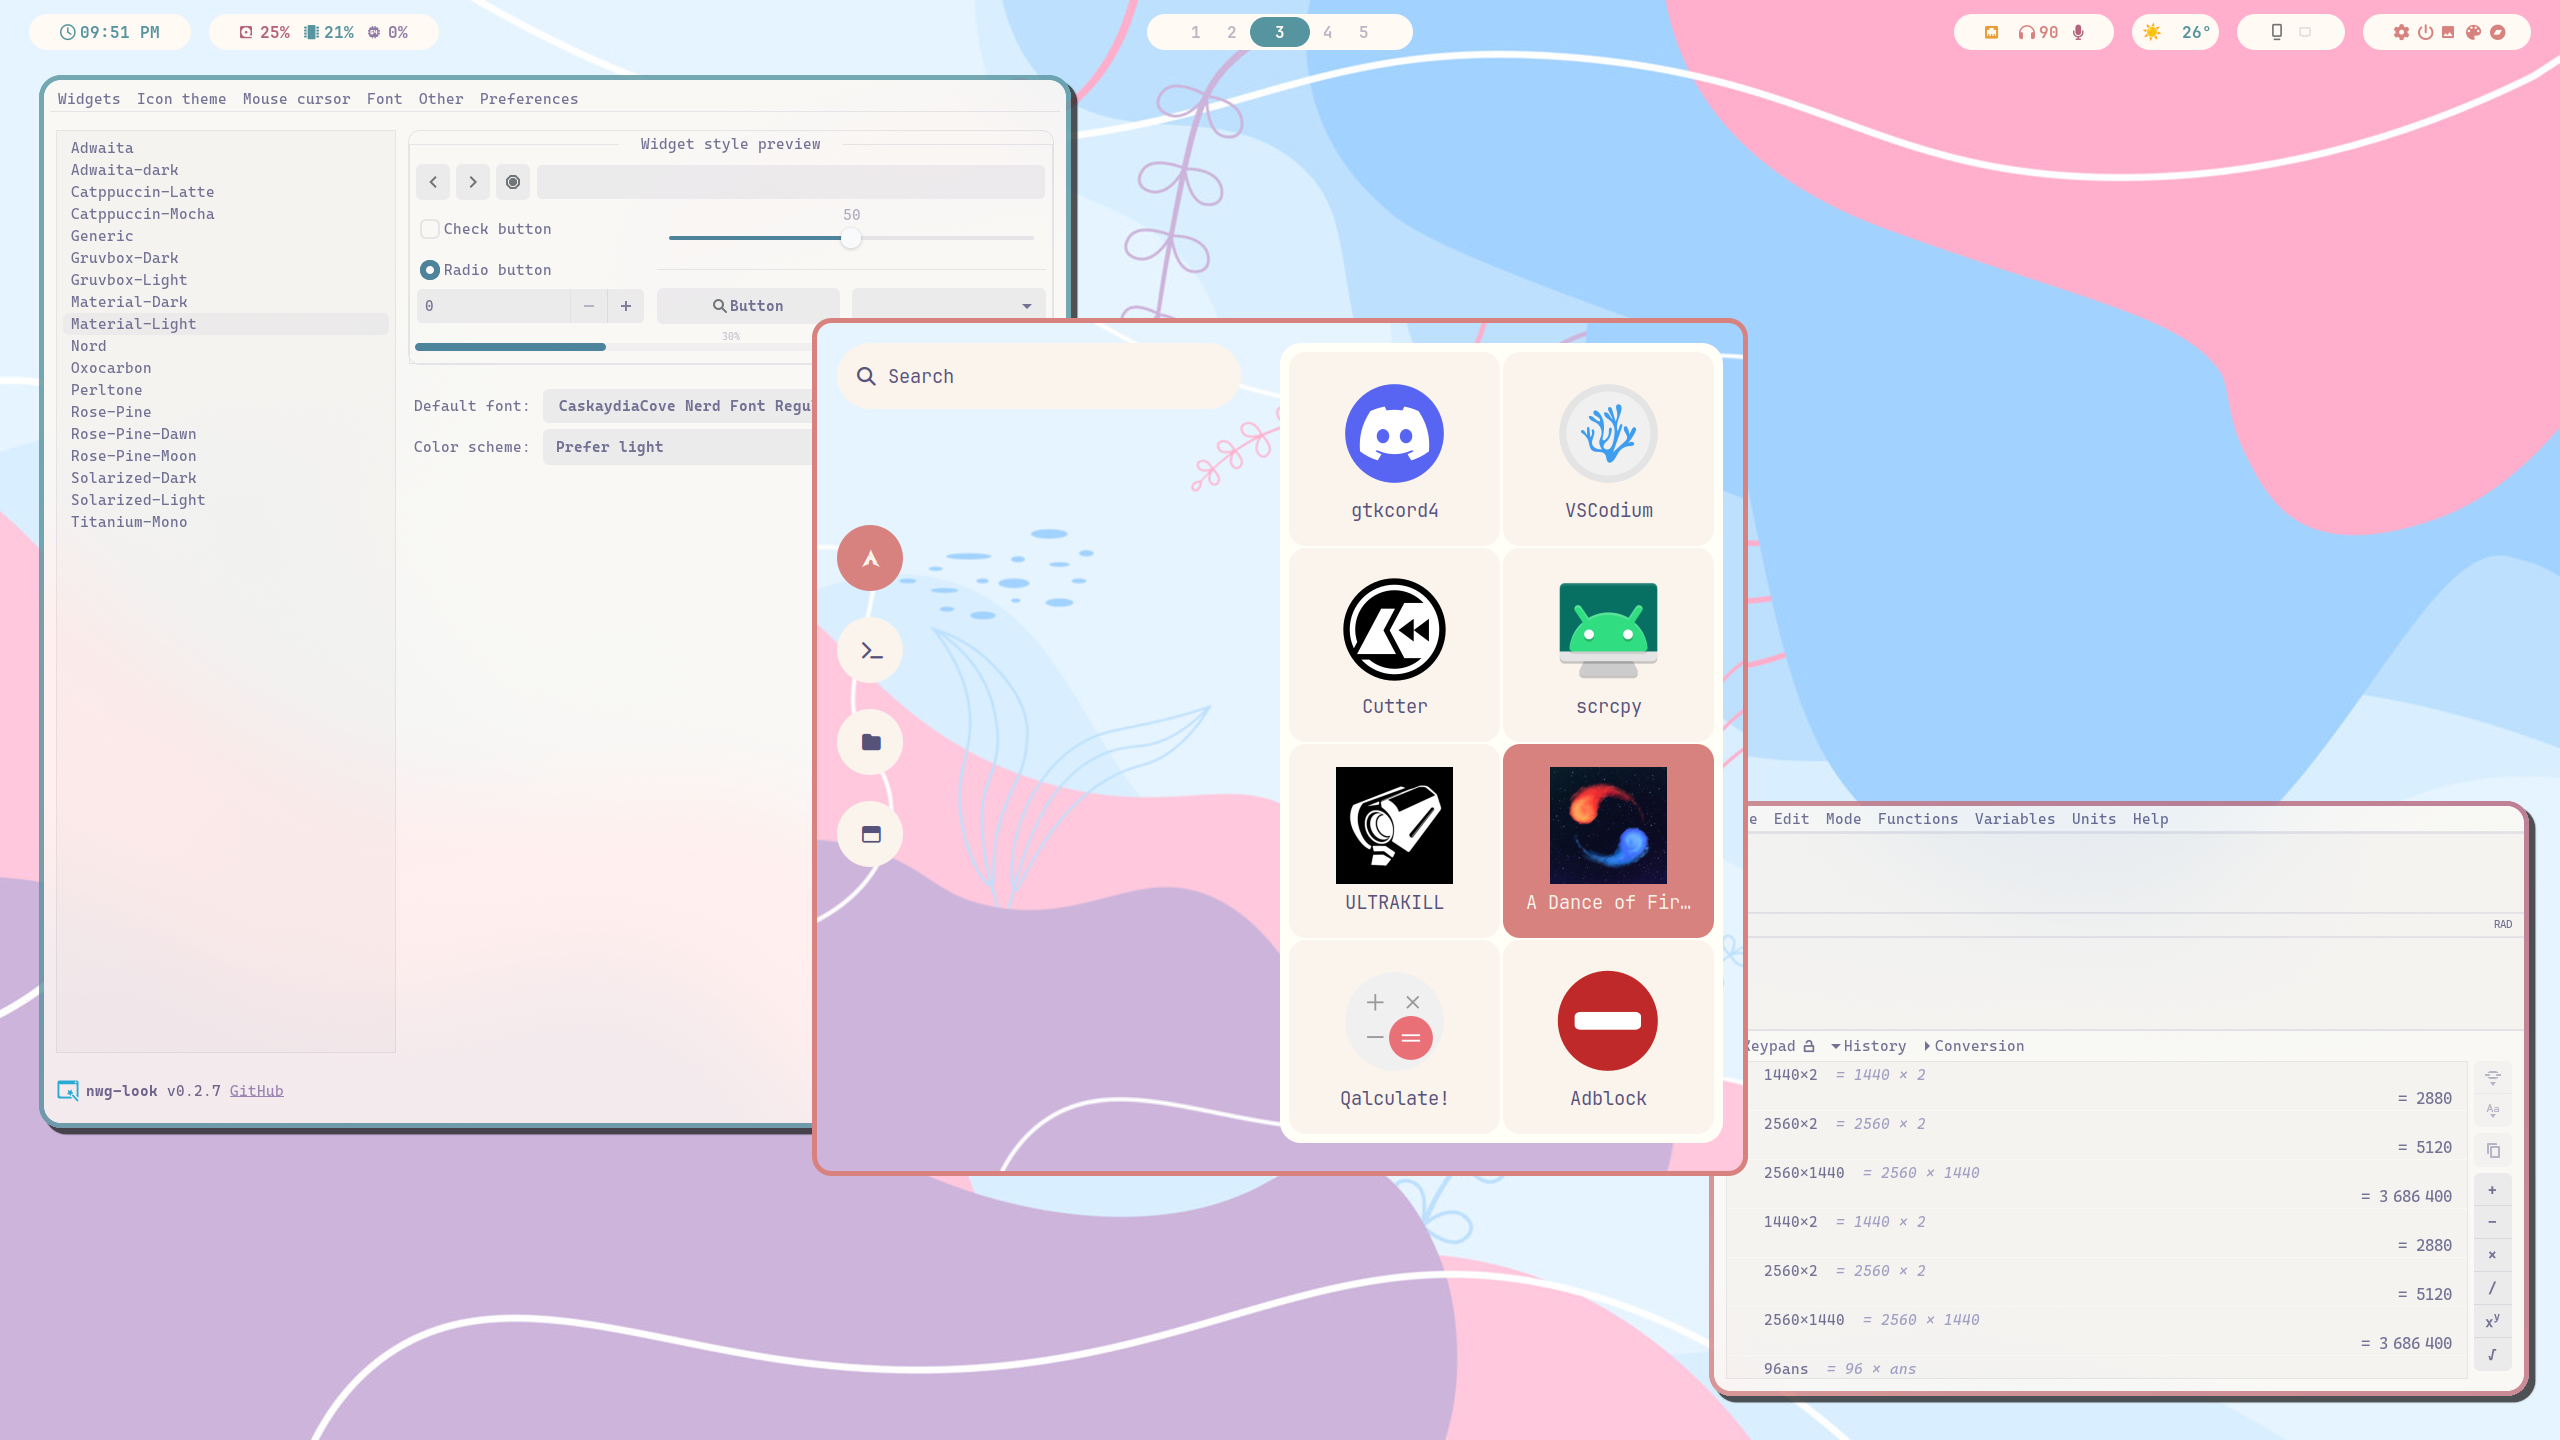 09:51 PM 25% 21% 0%
1 2 3 4 5
90 26°
Widgets Icon theme Mouse cursor Font Other Preferences
Adwaita
Adwaita-dark
Catppuccin-Latte
Catppuccin-Mocha
Generic
Gruvbox-Dark
Gruvbox-Light
Material-Dark
Material-Light
Nord
Oxocarbon
Perltone
Rose-Pine
Rose-Pine-Dawn
Rose-Pine-Moon
Solarized-Dark
Solarized-Light
Titanium-Mono
Widget style preview
Check button
50
Radio button
0
Button
30%
Default font: CaskaydiaCove Nerd Font Regu
Color scheme: Prefer light
nwg-look v0.2.7 GitHub
Search
gtkcord4
VSCodium
Cutter
scrcpy
ULTRAKILL
A Dance of Fir…
Qalculate!
Adblock
e Edit Mode Functions Variables Units Help
RAD
Keypad History Conversion
1440×2 = 1440 × 2
= 2880
2560×2 = 2560 × 2
= 5120
2560×1440 = 2560 × 1440
= 3 686 400
1440×2 = 1440 × 2
= 2880
2560×2 = 2560 × 2
= 5120
2560×1440 = 2560 × 1440
= 3 686 400
96ans = 96 × ans
Aa
+
−
×
/
xʸ
√